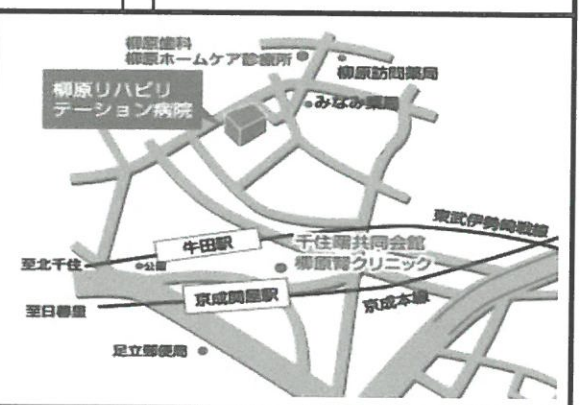 柳原歯科
柳原ホームケア診療所
柳原訪問薬局
柳原リハビリ
テーション病院
みなみ薬局
東武伊勢崎線
牛田駅
千住曙共同会館
柳原腎クリニック
至北千住
公園
京成関屋駅
京成本線
至日暮里
足立郵便局